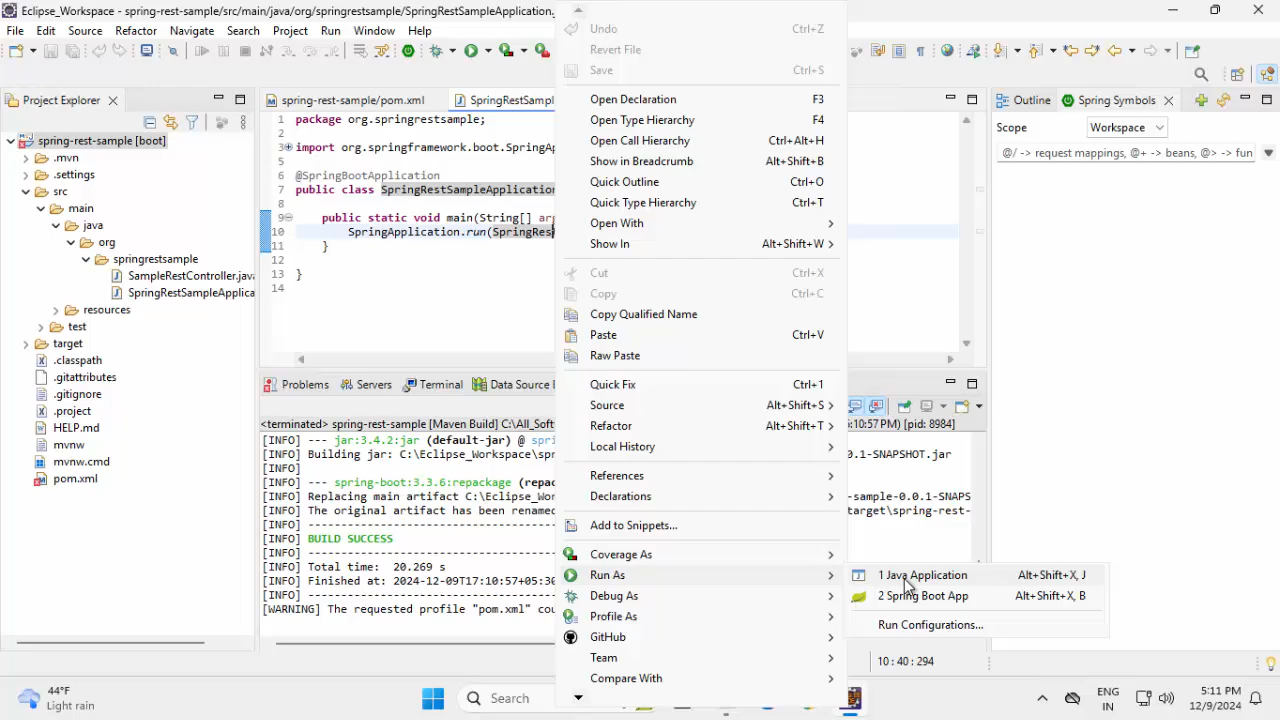 Eclipse_Workspace - spring-rest-sample/src/main/java/org/springrestsample/SpringRestSampleApplication.
File Edit Source Refactor Navigate Search Project Run Window Help
Project Explorer
spring-rest-sample [boot]
.mvn
.settings
src
main
java
org
springrestsample
SampleRestController.java
SpringRestSampleApplica
resources
test
target
.classpath
.gitattributes
.gitignore
.project
HELP.md
mvnw
mvnw.cmd
pom.xml
spring-rest-sample/pom.xml
SpringRestSampl
1 package org.springrestsample;
2
3 import org.springframework.boot.SpringAp
5
6 @SpringBootApplication
7 public class SpringRestSampleApplication
8
9 public static void main(String[] arg
10 SpringApplication.run(SpringRes
11 }
12
13 }
14
Problems Servers Terminal Data Source E
<terminated> spring-rest-sample [Maven Build] C:\All_Soft
:10:57 PM) [pid: 8984]
[INFO] --- jar:3.4.2:jar (default-jar) @ spri
[INFO] Building jar: C:\Eclipse_Workspace\spr
0.1-SNAPSHOT.jar
[INFO]
[INFO] --- spring-boot:3.3.6:repackage (repac
[INFO] Replacing main artifact C:\Eclipse_Wor
-sample-0.0.1-SNAPS
[INFO] The original artifact has been renamed
target\spring-rest-
[INFO] ---------------------------------------
[INFO] BUILD SUCCESS
[INFO] ---------------------------------------
[INFO] Total time:  20.269 s
[INFO] Finished at: 2024-12-09T17:10:57+05:30
[INFO] ---------------------------------------
[WARNING] The requested profile "pom.xml" cou
Undo Ctrl+Z
Revert File
Save Ctrl+S
Open Declaration F3
Open Type Hierarchy F4
Open Call Hierarchy Ctrl+Alt+H
Show in Breadcrumb Alt+Shift+B
Quick Outline Ctrl+O
Quick Type Hierarchy Ctrl+T
Open With
Show In Alt+Shift+W
Cut Ctrl+X
Copy Ctrl+C
Copy Qualified Name
Paste Ctrl+V
Raw Paste
Quick Fix Ctrl+1
Source Alt+Shift+S
Refactor Alt+Shift+T
Local History
References
Declarations
Add to Snippets...
Coverage As
Run As
Debug As
Profile As
GitHub
Team
Compare With
1 Java Application Alt+Shift+X, J
2 Spring Boot App Alt+Shift+X, B
Run Configurations...
Outline Spring Symbols
Scope Workspace
@/ -> request mappings, @+ -> beans, @> -> fun
10 : 40 : 294
44°F
Light rain
Search
ENG
IN
5:11 PM
12/9/2024